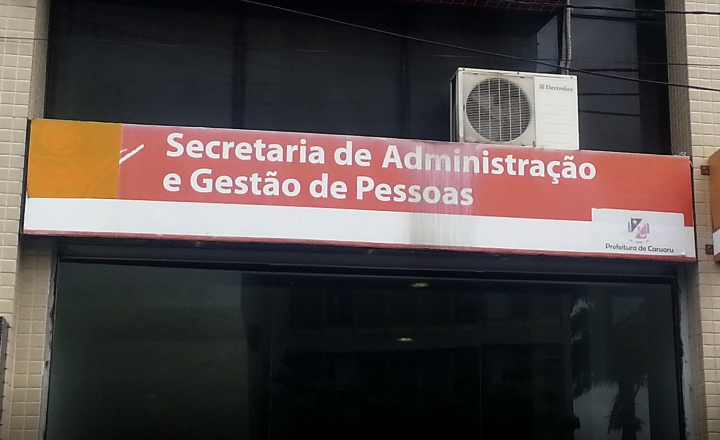 Electrolux
Secretaria de Administração
e Gestão de Pessoas
Prefeitura de Caruaru